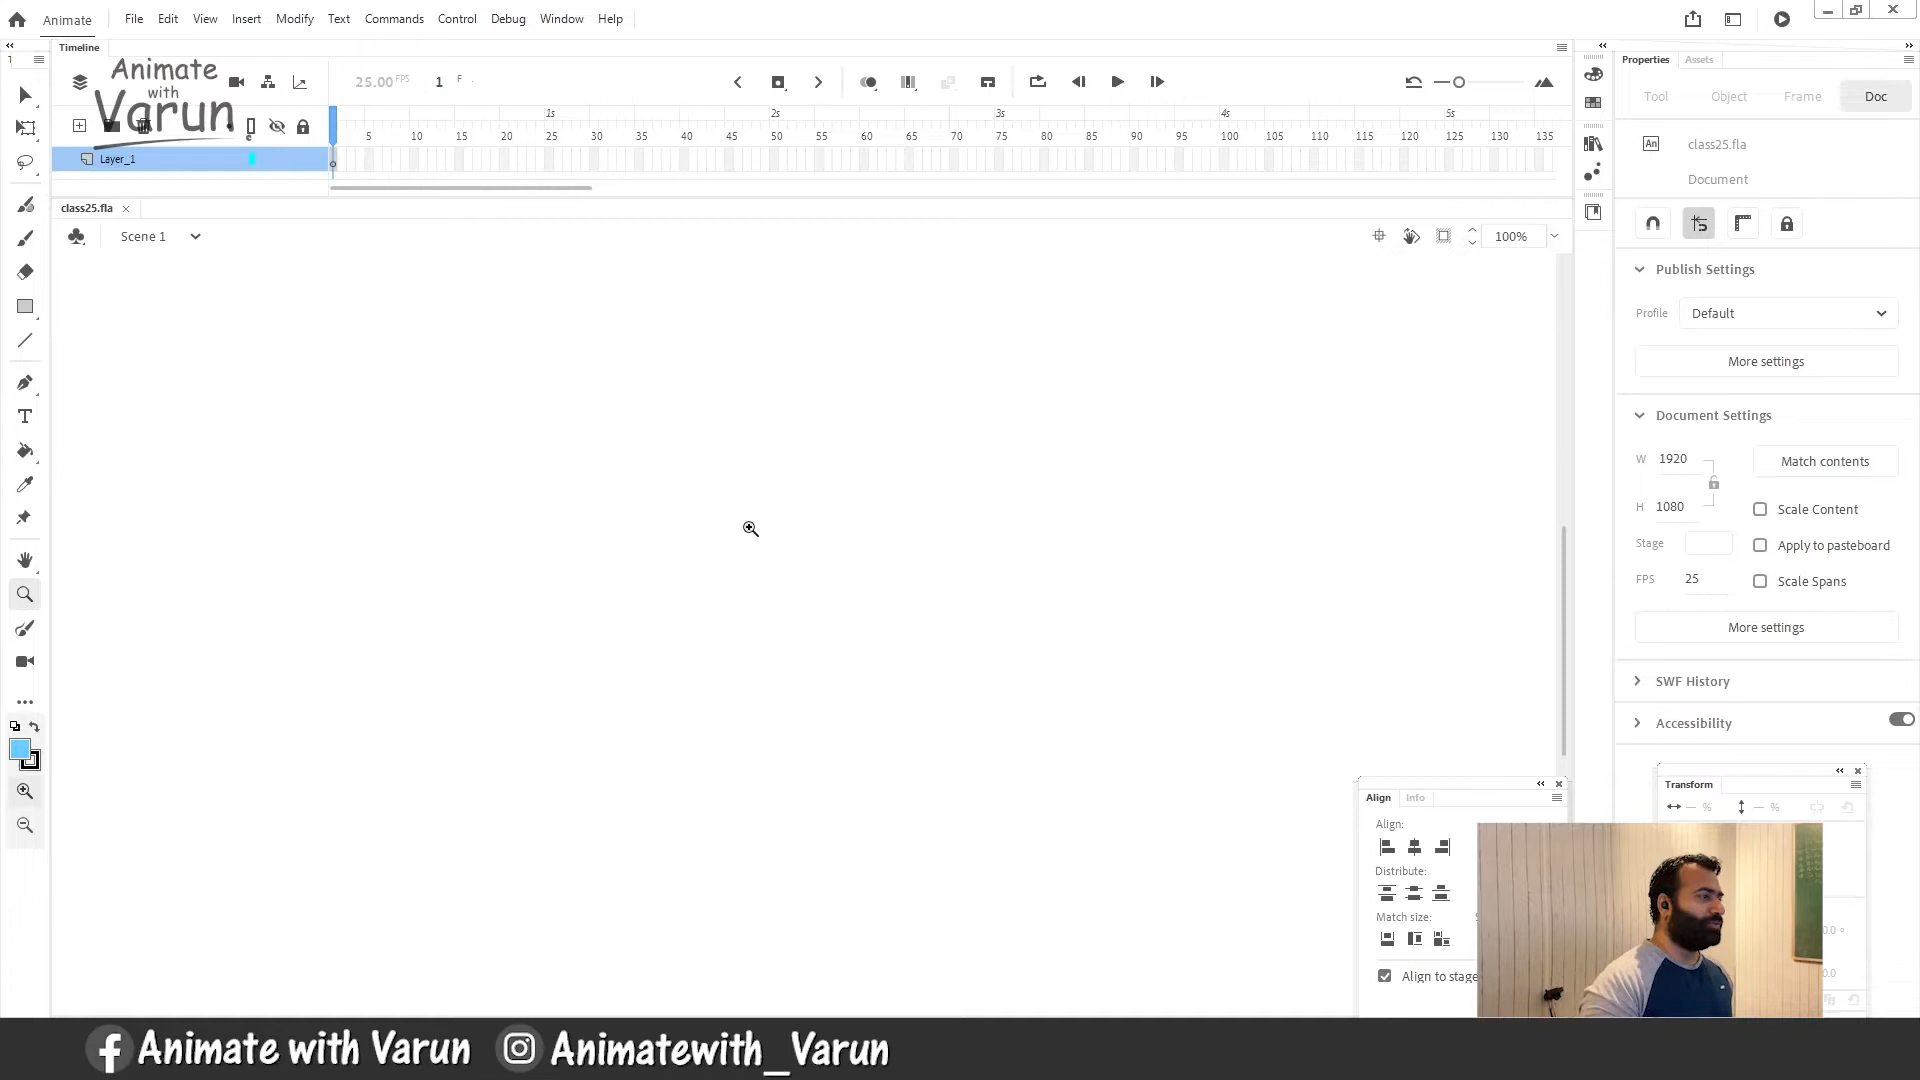 Animate File Edit View Insert Modify Text Commands Control Debug Window Help
Timeline
Properties Assets
Animate
with
Varun
25.00 FPS 1 F
Tool Object Frame Doc
1s 2s 3s 4s 5s
5 10 15 20 25 30 35 40 45 50 55 60 65 70 75 80 85 90 95 100 105 110 115 120 125 130 135
Layer_1
An class25.fla
Document
class25.fla ×
Scene 1
100%
Publish Settings
Profile Default
More settings
Document Settings
W 1920
Match contents
H 1080
Scale Content
Stage
Apply to pasteboard
FPS 25
Scale Spans
More settings
SWF History
Accessibility
Transform
% %
Align Info
Align:
Distribute:
Match size:
Align to stage
0.0 °
0.0
Animate with Varun Animatewith_Varun